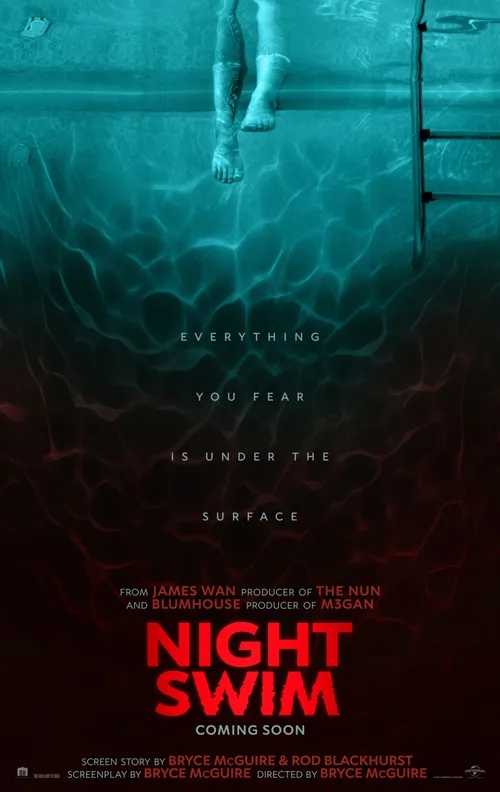 EVERYTHING
YOU FEAR
IS UNDER THE
SURFACE
FROM JAMES WAN PRODUCER OF THE NUN
AND BLUMHOUSE PRODUCER OF M3GAN
NIGHT
SWIM
COMING SOON
SCREEN STORY BY BRYCE McGUIRE & ROD BLACKHURST
SCREENPLAY BY BRYCE McGUIRE DIRECTED BY BRYCE McGUIRE